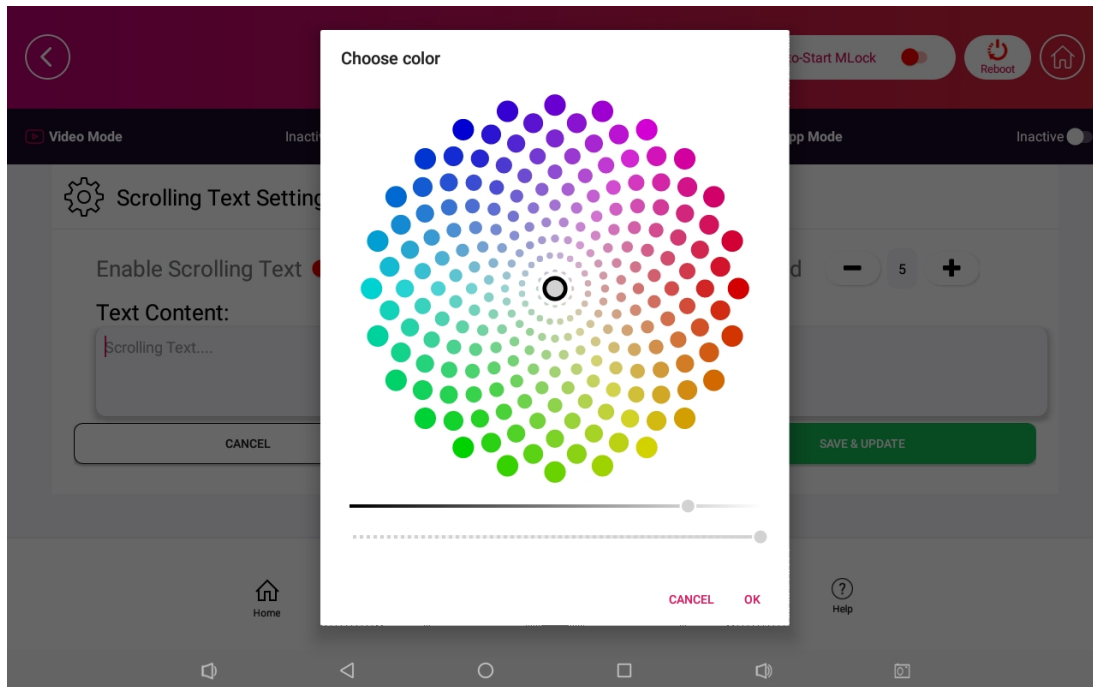 Choose color
to-Start MLock
Reboot
Video Mode
Inacti
pp Mode
Inactive
Scrolling Text Setting
Enable Scrolling Text
d
5
Text Content:
Scrolling Text....
CANCEL
SAVE & UPDATE
CANCEL
OK
Home
Help